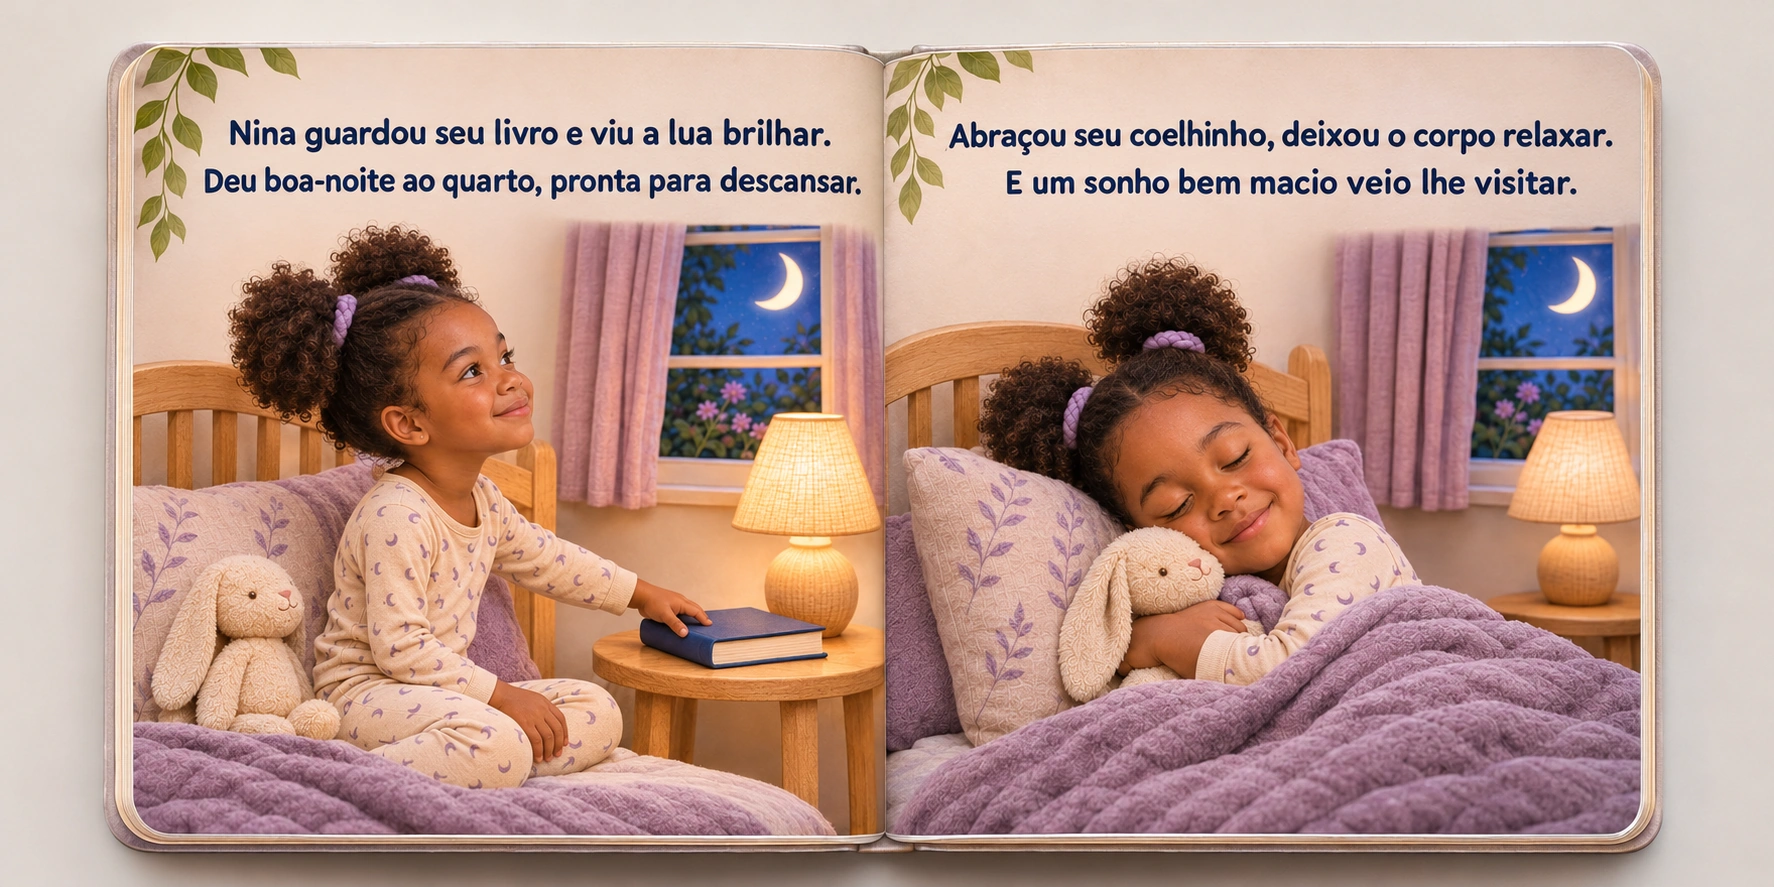 Nina guardou seu livro e viu a lua brilhar.
Deu boa-noite ao quarto, pronta para descansar.
Abraçou seu coelhinho, deixou o corpo relaxar.
E um sonho bem macio veio lhe visitar.